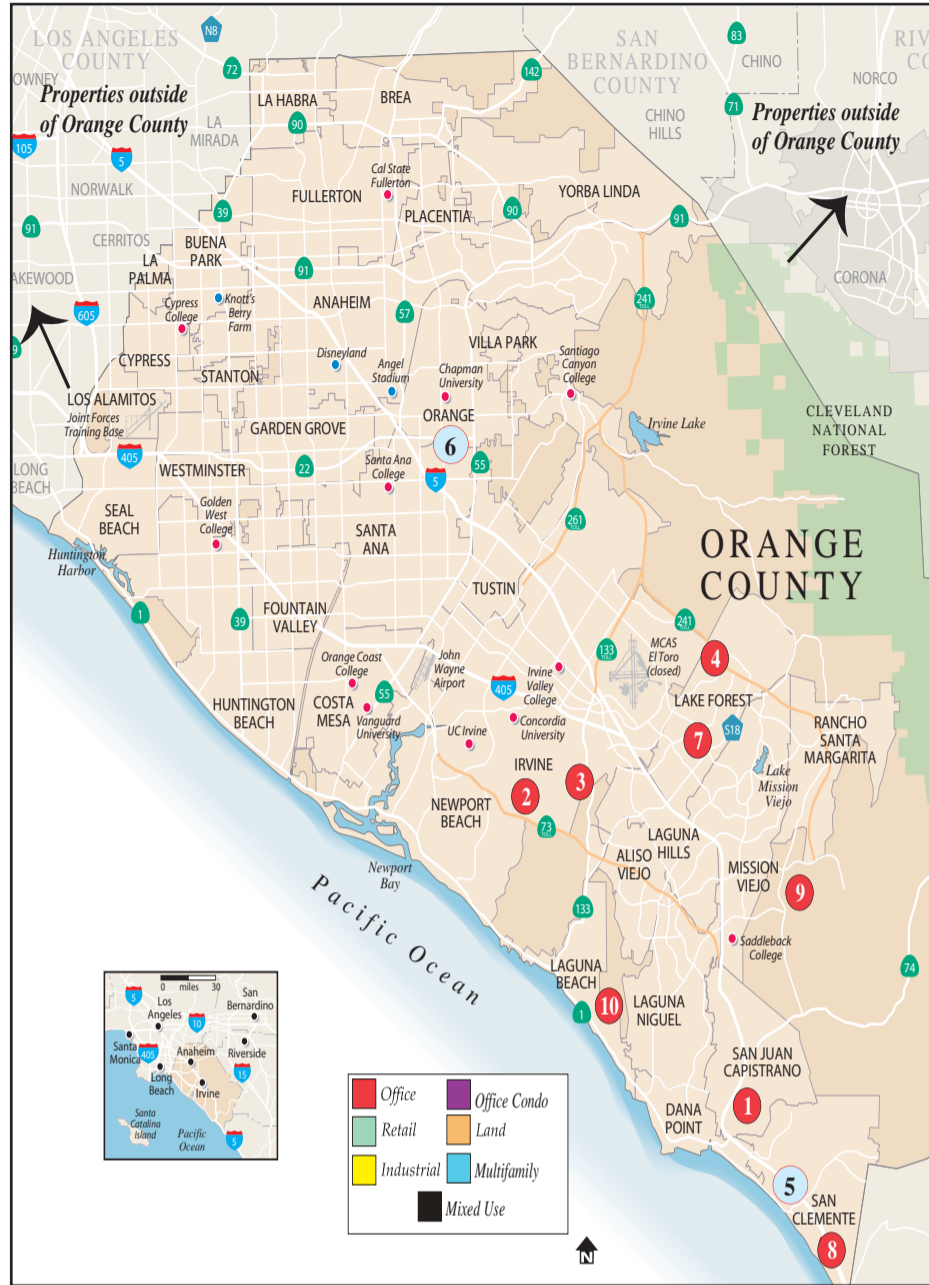 LOS ANGELES
COUNTY
N8
72
OWNEY
Properties outside
of Orange County
LA
MIRADA
105
5
NORWALK
91
CERRITOS
AKEWOOD
605
9
LONG
BEACH
LA HABRA
BREA
90
142
SAN
BERNARDINO
COUNTY
83
CHINO
71
CHINO
HILLS
RIV
CO
NORCO
Properties outside
of Orange County
CORONA
Cal State
Fullerton
FULLERTON
PLACENTIA
90
YORBA LINDA
91
39
BUENA
PARK
LA
PALMA
91
Knott's
Berry
Farm
Cypress
College
ANAHEIM
57
241
TOLL
CYPRESS
STANTON
Disneyland
Angel
Stadium
VILLA PARK
Chapman
University
Santiago
Canyon
College
LOS ALAMITOS
Joint Forces
Training Base
GARDEN GROVE
ORANGE
6
Irvine Lake
CLEVELAND
NATIONAL
FOREST
405
WESTMINSTER
22
Santa Ana
College
5
55
SEAL
BEACH
Golden
West
College
SANTA
ANA
261
TOLL
ORANGE
COUNTY
Huntington
Harbor
TUSTIN
1
39
FOUNTAIN
VALLEY
241
TOLL
133
TOLL
MCAS
El Toro
(closed)
4
Orange Coast
College
John
Wayne
Airport
Irvine
Valley
College
405
LAKE FOREST
HUNTINGTON
BEACH
COSTA
MESA
55
Vanguard
University
UC Irvine
Concordia
University
7
S18
RANCHO
SANTA
MARGARITA
IRVINE
2
3
Lake
Mission
Viejo
NEWPORT
BEACH
73
TOLL
LAGUNA
HILLS
ALISO
VIEJO
MISSION
VIEJO
9
Newport
Bay
Pacific Ocean
133
Saddleback
College
74
LAGUNA
BEACH
1
10
LAGUNA
NIGUEL
SAN JUAN
CAPISTRANO
1
DANA
POINT
5
SAN
CLEMENTE
8
0 miles 30
5
Los
Angeles
San
Bernardino
10
Santa
Monica
405
Anaheim
Riverside
Long
Beach
Irvine
15
Santa
Catalina
Island
Pacific
Ocean
5
Office
Office Condo
Retail
Land
Industrial
Multifamily
Mixed Use
N